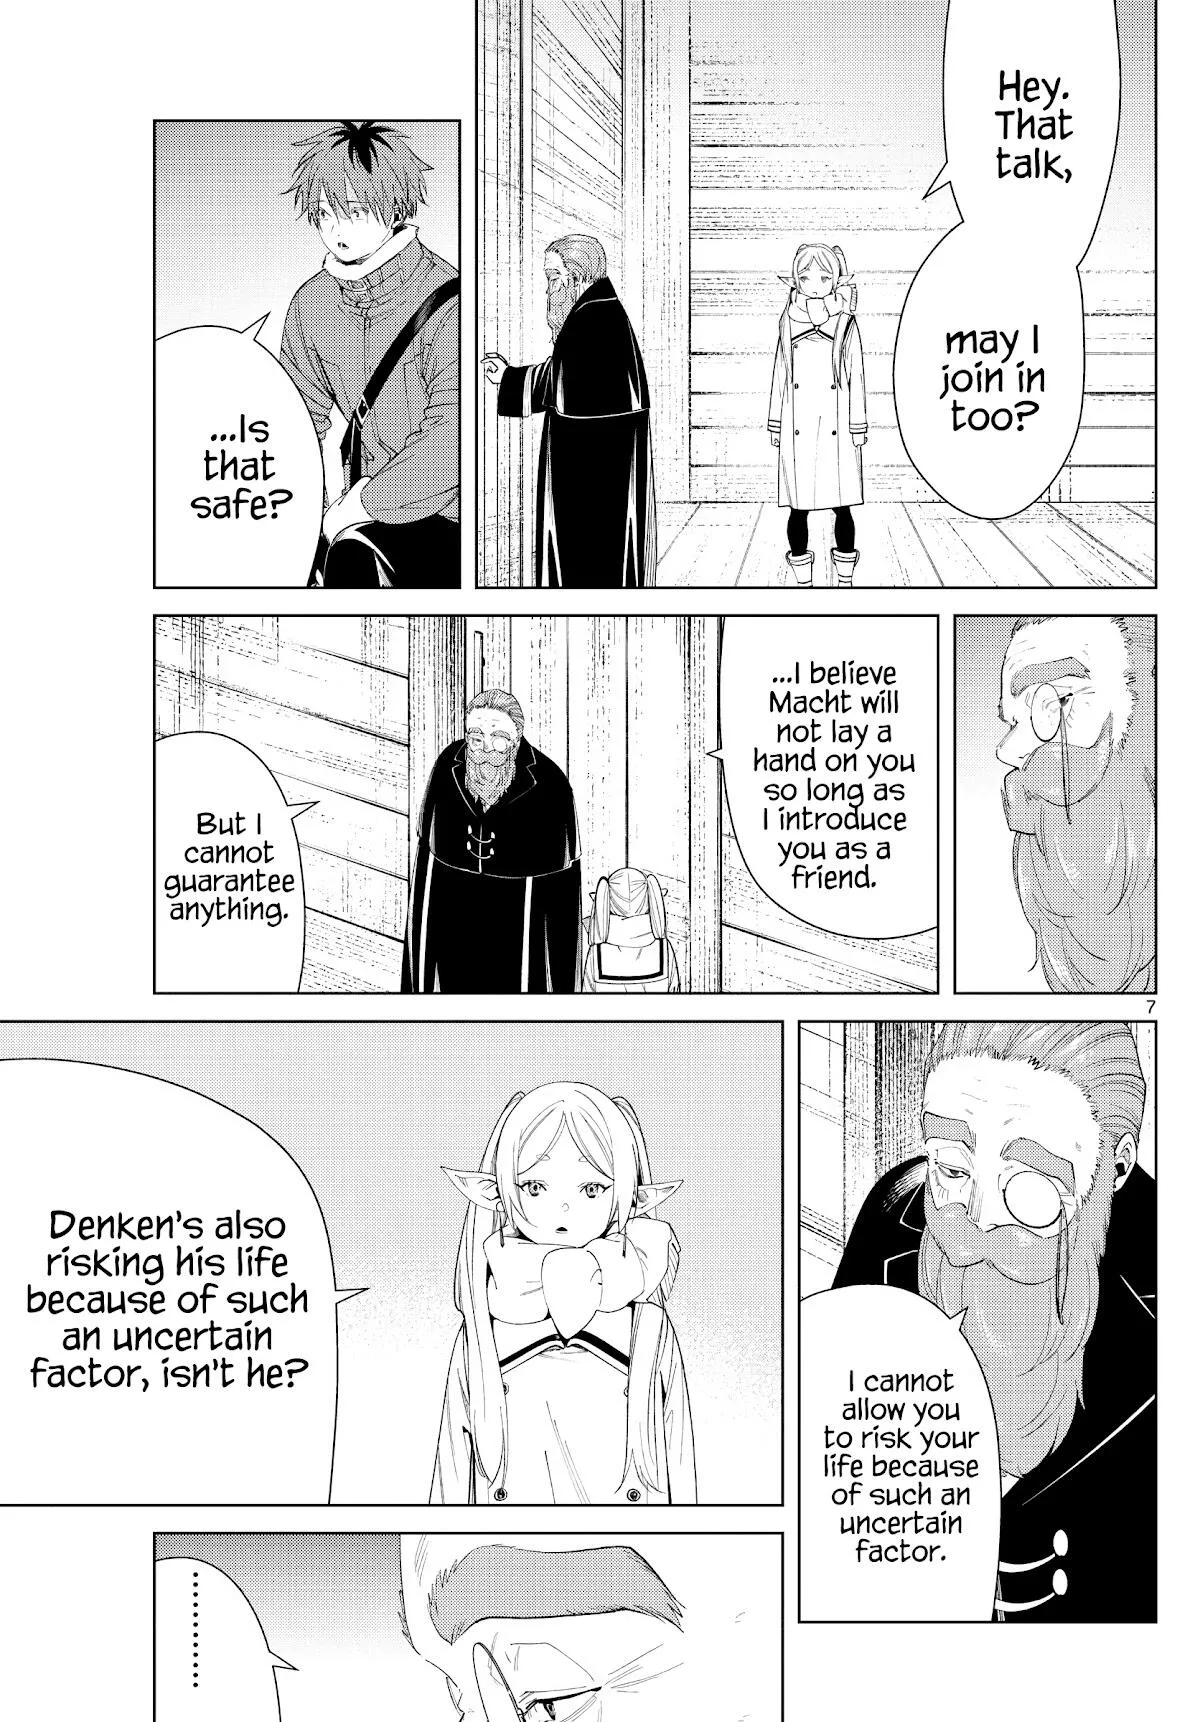 Hey.
That
talk,
may I
join in
too?
...Is
that
safe?
...I believe
Macht will
not lay a
hand on you
so long as
I introduce
you as a
friend.
But I
cannot
guarantee
anything.
7
I cannot
allow you
to risk your
life because
of such an
uncertain
factor.
Denken's also
risking his life
because of such
an uncertain
factor, isn't he?
.........